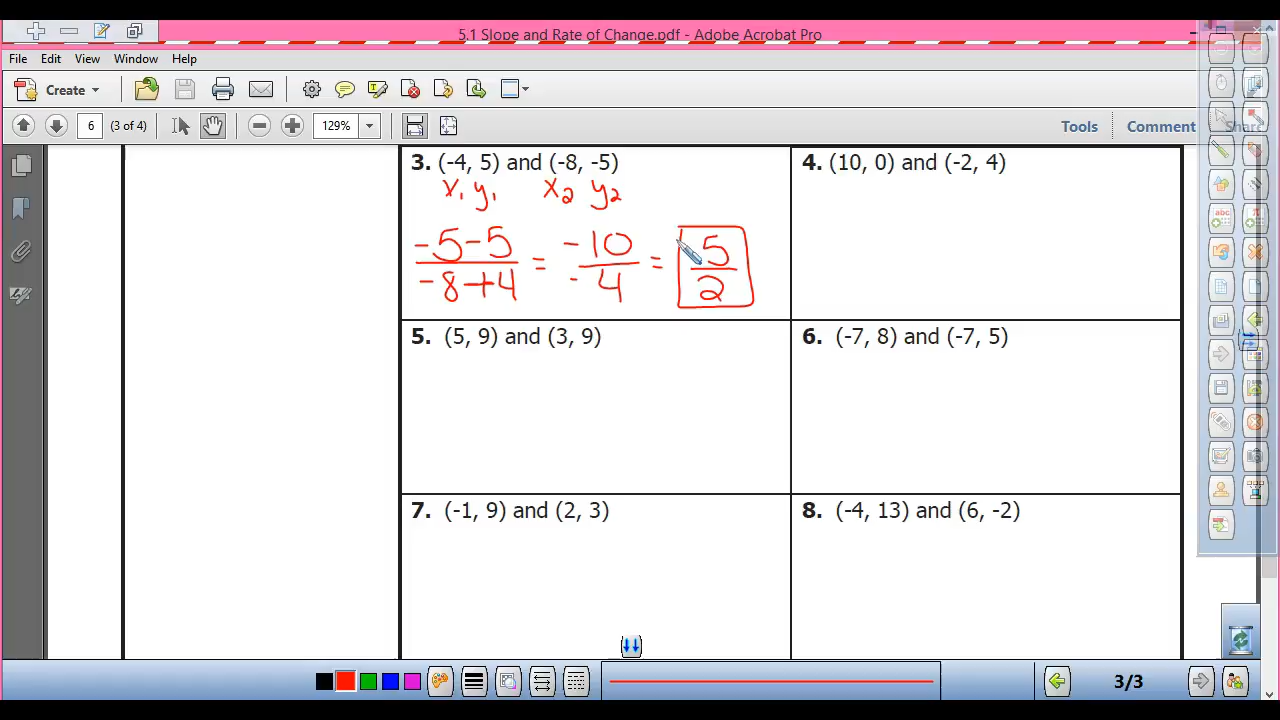 5.1 Slope and Rate of Change.pdf - Adobe Acrobat Pro
File Edit View Window Help
Create
6 (3 of 4) 129% Tools Comment Share
3. (-4, 5) and (-8, -5)
x₁ y₁ x₂ y₂
-5-5/-8+4 = -10/-4 = 5/2
4. (10, 0) and (-2, 4)
5. (5, 9) and (3, 9)
6. (-7, 8) and (-7, 5)
7. (-1, 9) and (2, 3)
8. (-4, 13) and (6, -2)
abc
π
3/3